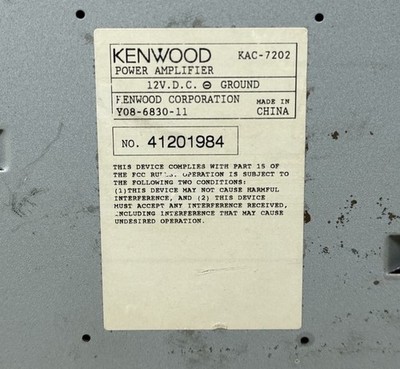 KENWOOD KAC-7202
POWER AMPLIFIER
12V.D.C. ⊖ GROUND
KENWOOD CORPORATION MADE IN
Y08-6830-11 CHINA
NO. 41201984
THIS DEVICE COMPLIES WITH PART 15 OF
THE FCC RULES. OPERATION IS SUBJECT TO
THE FOLLOWING TWO CONDITIONS:
(1)THIS DEVICE MAY NOT CAUSE HARMFUL
INTERFERENCE, AND (2) THIS DEVICE
MUST ACCEPT ANY INTERFERENCE RECEIVED,
INCLUDING INTERFERENCE THAT MAY CAUSE
UNDESIRED OPERATION.